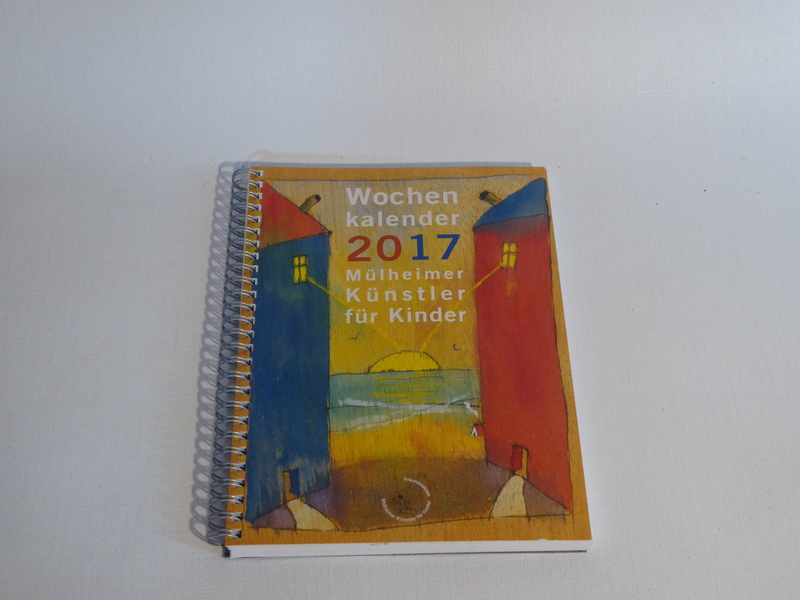 Wochen
kalender
2017
Mülheimer
Künstler
für Kinder